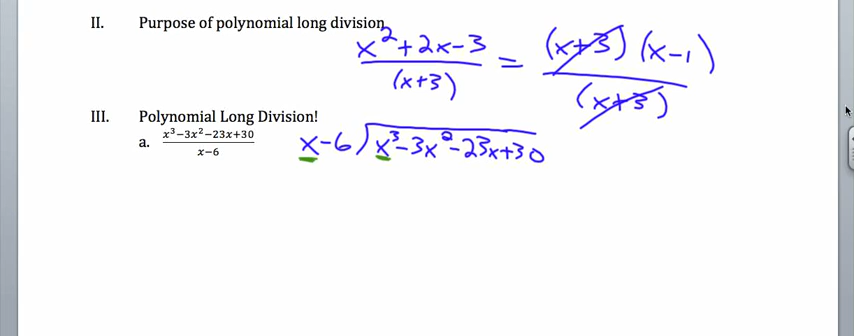 II. Purpose of polynomial long division
x²+2x-3 / (x+3) = (x+3)(x-1) / (x+3)
III. Polynomial Long Division!
a. x³−3x²−23x+30 / x−6
x-6 ) x³-3x²-23x+30